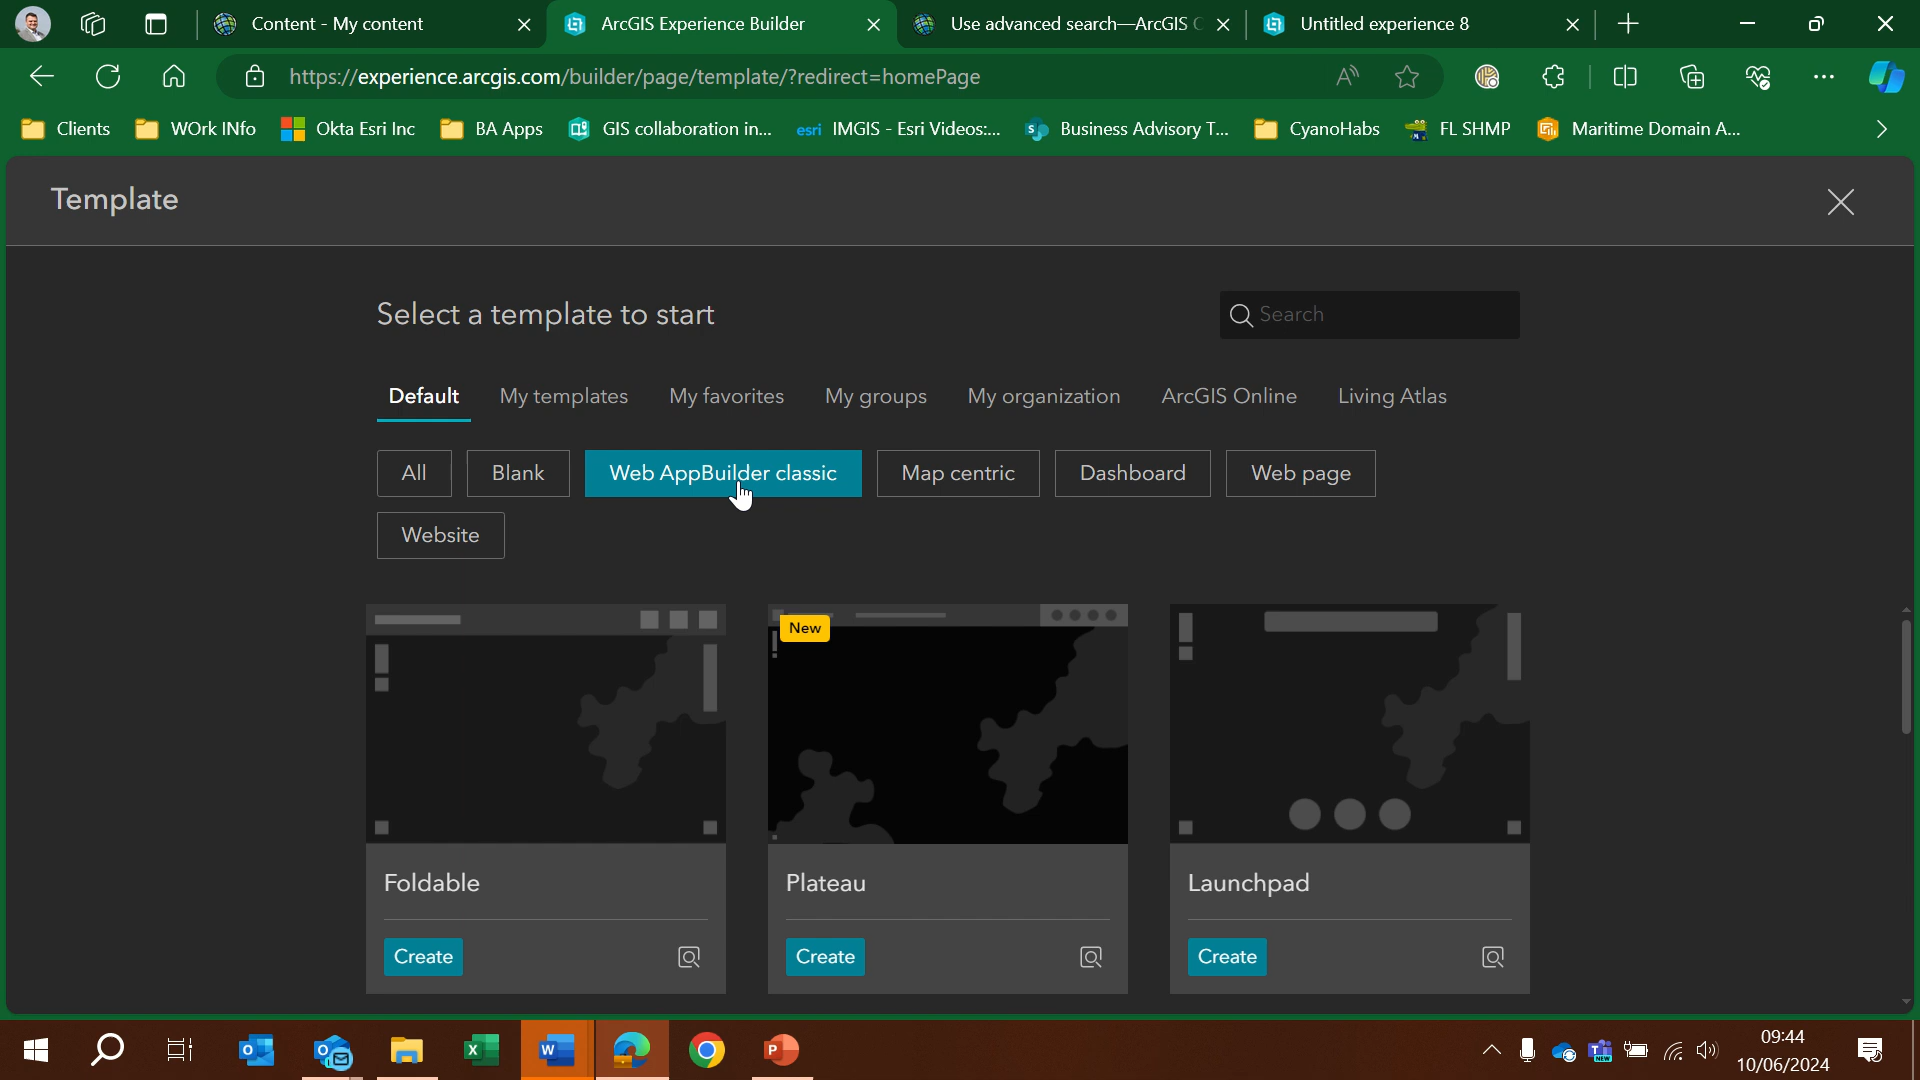 Content - My content
ArcGIS Experience Builder
Use advanced search—ArcGIS
Untitled experience 8
https://experience.arcgis.com/builder/page/template/?redirect=homePage
Clients
WOrk INfo
Okta Esri Inc
BA Apps
GIS collaboration in...
esri
IMGIS - Esri Videos:...
Business Advisory T...
CyanoHabs
FL SHMP
Maritime Domain A...
Template
Select a template to start
Search
Default
My templates
My favorites
My groups
My organization
ArcGIS Online
Living Atlas
All
Blank
Web AppBuilder classic
Map centric
Dashboard
Web page
Website
New
Foldable
Plateau
Launchpad
Create
Create
Create
09:44
10/06/2024